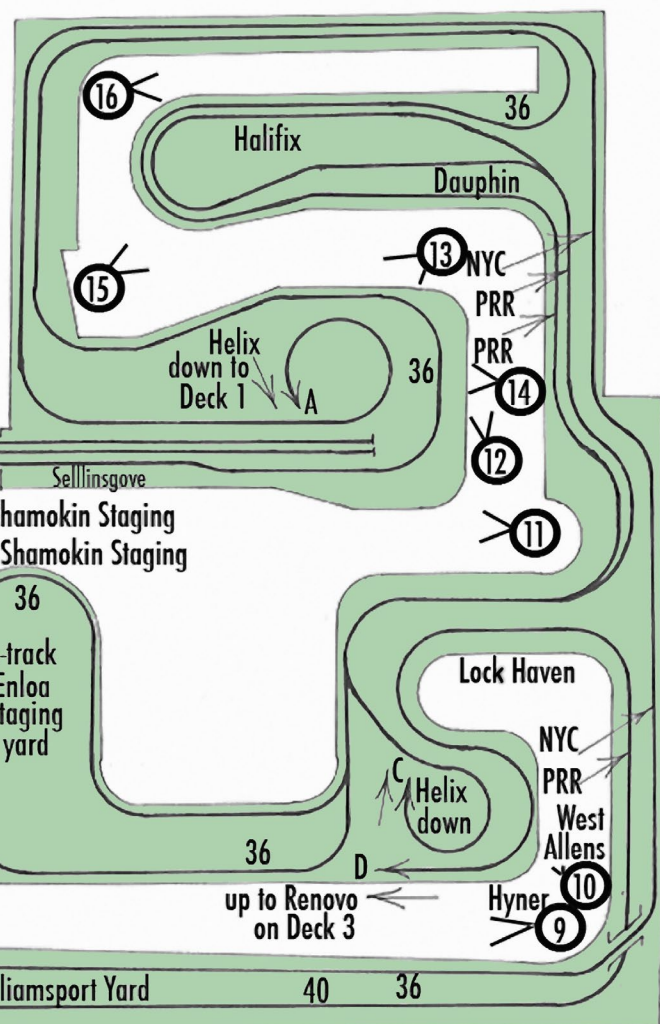 16
36
Halifix
Dauphin
13
NYC
15
PRR
Helix
down to
Deck 1
A
36
PRR
14
12
Selllinsgove
hamokin Staging
11
Shamokin Staging
36
-track
Enloa
taging
yard
Lock Haven
NYC
PRR
C
Helix
down
West
Allens
36
D
10
up to Renovo
on Deck 3
Hyner
9
liamsport Yard
40
36